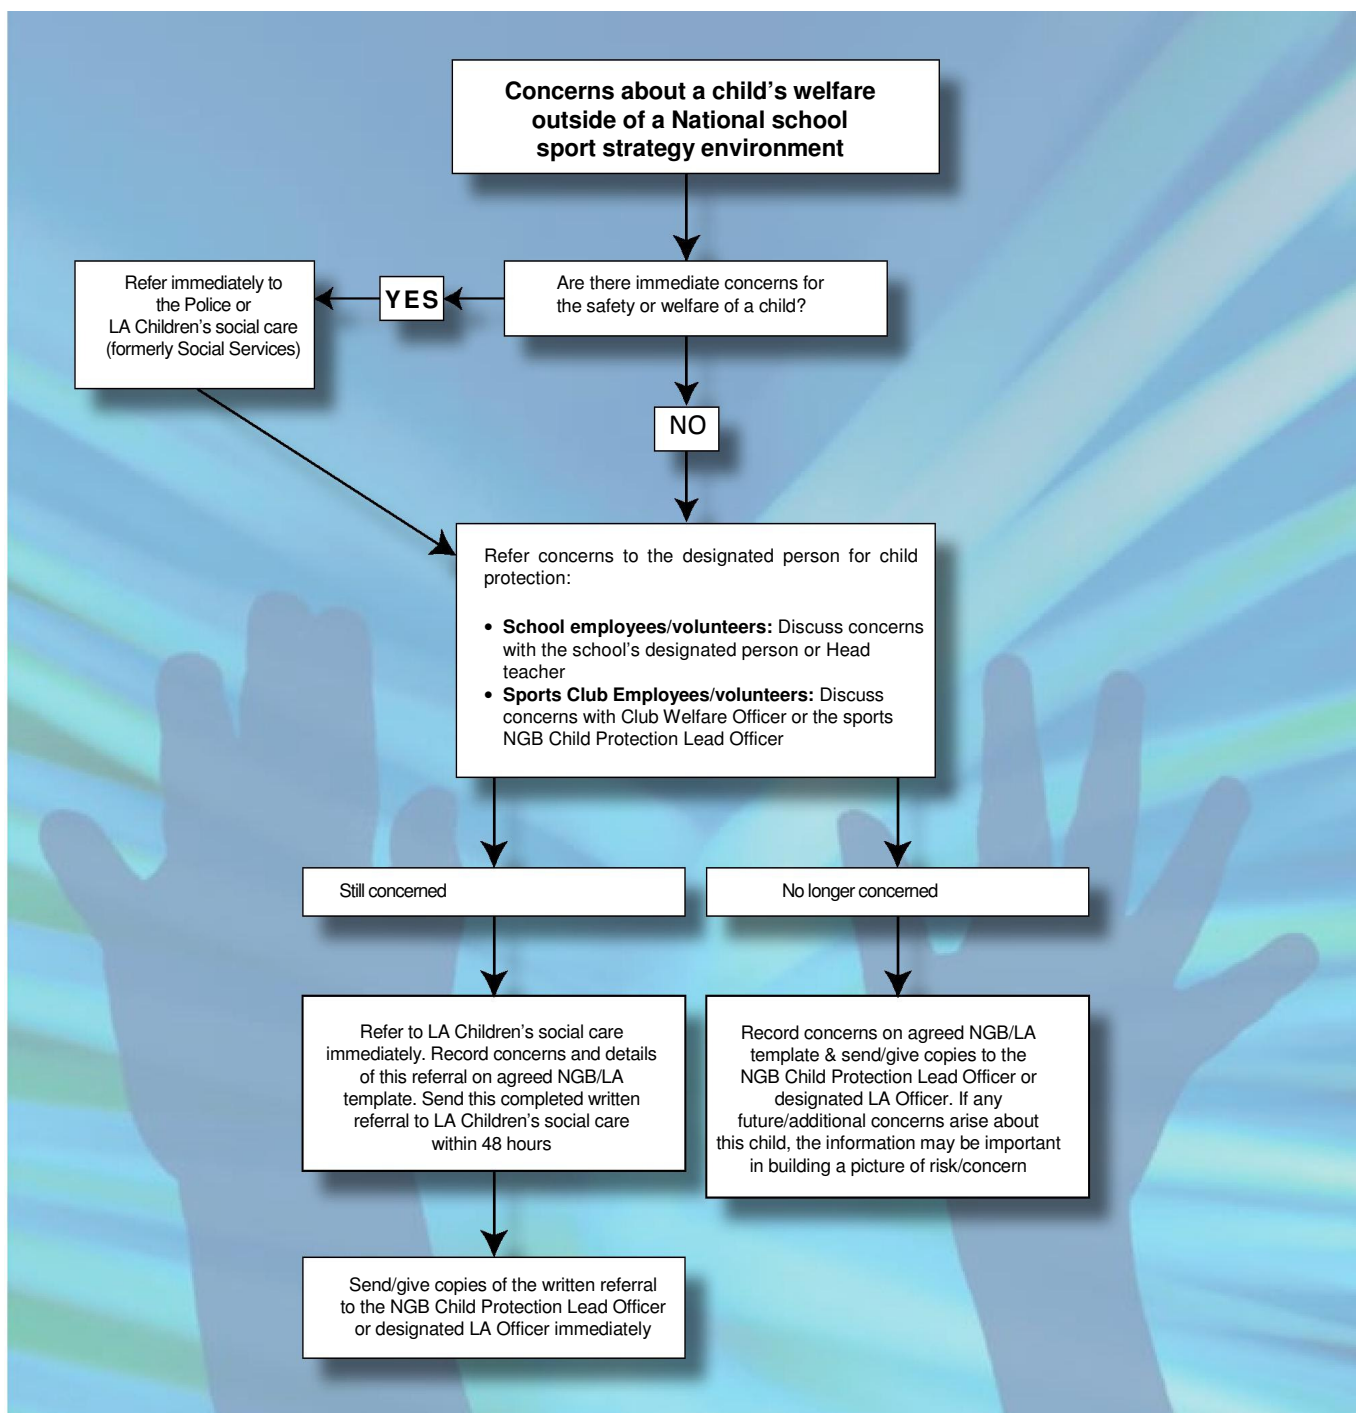 Concerns about a child's welfare
outside of a National school
sport strategy environment
Refer immediately to
the Police or
LA Children's social care
(formerly Social Services)
YES
Are there immediate concerns for
the safety or welfare of a child?
NO
Refer concerns to the designated person for child
protection:
• School employees/volunteers: Discuss concerns
with the school's designated person or Head
teacher
• Sports Club Employees/volunteers: Discuss
concerns with Club Welfare Officer or the sports
NGB Child Protection Lead Officer
Still concerned
No longer concerned
Refer to LA Children's social care
immediately. Record concerns and details
of this referral on agreed NGB/LA
template. Send this completed written
referral to LA Children's social care
within 48 hours
Record concerns on agreed NGB/LA
template & send/give copies to the
NGB Child Protection Lead Officer or
designated LA Officer. If any
future/additional concerns arise about
this child, the information may be important
in building a picture of risk/concern
Send/give copies of the written referral
to the NGB Child Protection Lead Officer
or designated LA Officer immediately